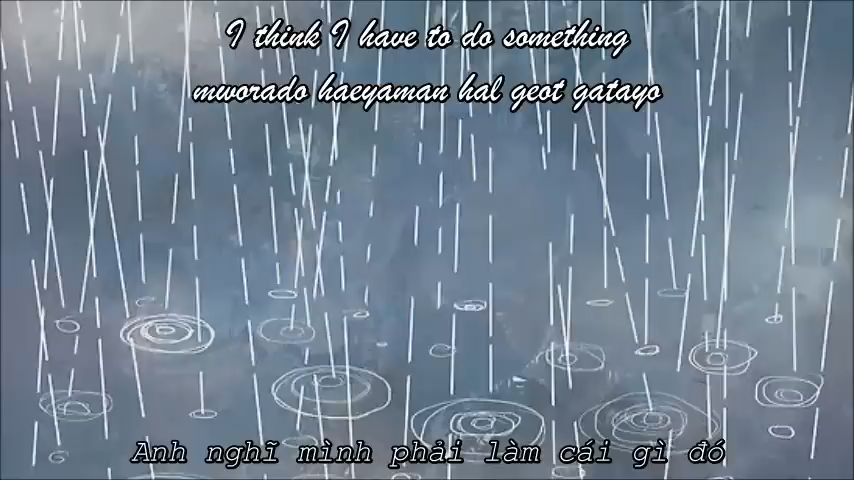 I think I have to do something
mworado haeyaman hal geot gatayo
Anh nghĩ mình phải làm cái gì đó